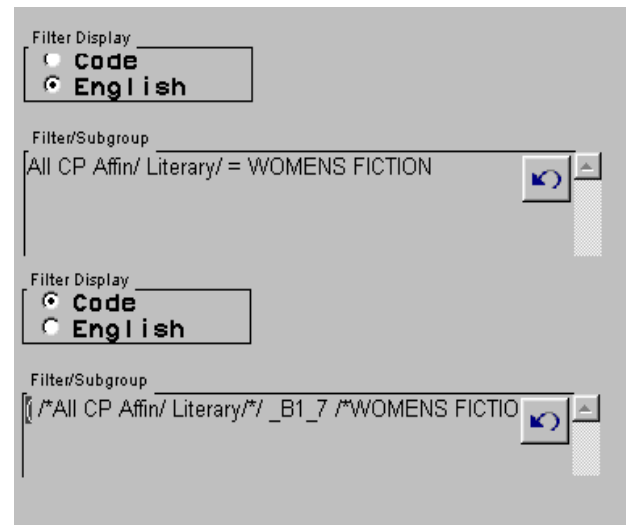 Filter Display
Code
English
Filter/Subgroup
All CP Affin/ Literary/ = WOMENS FICTION
Filter Display
Code
English
Filter/Subgroup
( /*All CP Affin/ Literary/*/ _B1_7 /*WOMENS FICTIO